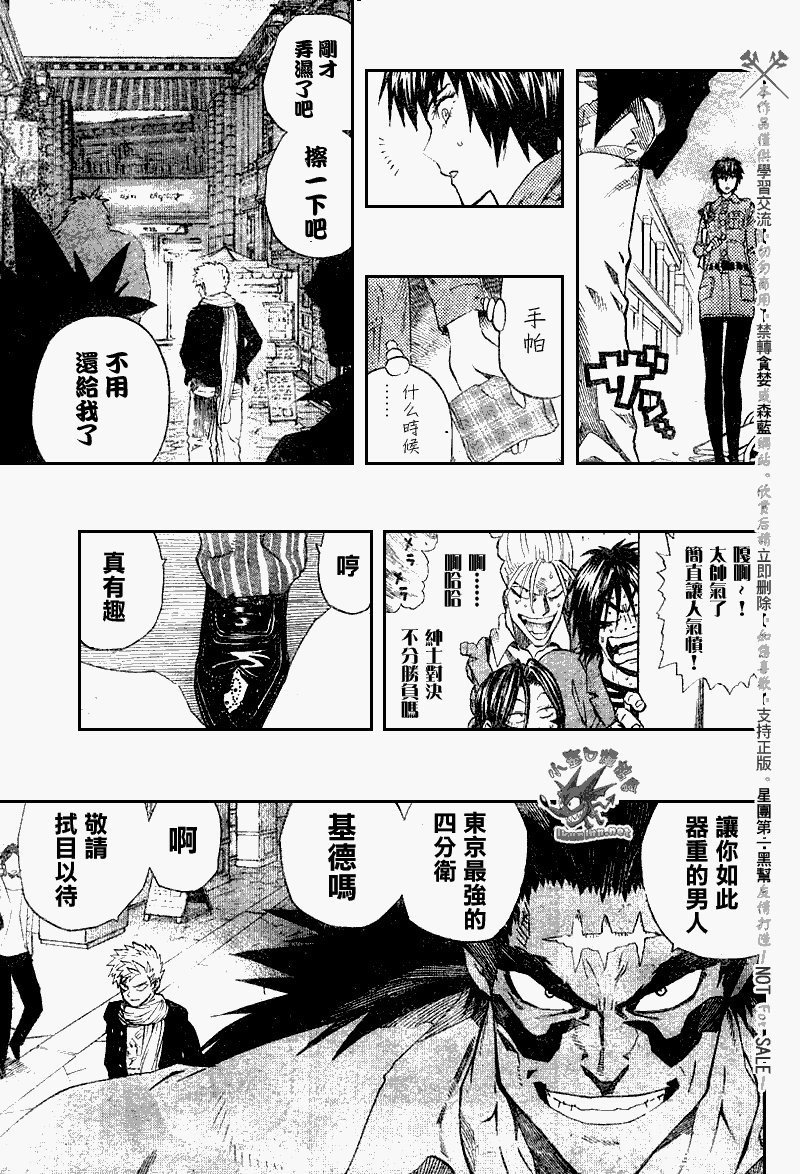 ザッ…
手帕
什么時候
……
剛才
弄濕了吧
擦一下吧
不用
還給我了
嘎啊~！
太帥氣了
簡直讓人氣憤！
啊……
啊哈哈
紳士對決
不分勝負嗎
哼
真有趣
讓你如此
器重的男人
東京最強的
四分衛
基德嗎
啊
敬請
拭目以待
本作品僅供學習交流。勿勿商用，禁轉貪婪或森藍網站。欣賞后請立即刪除。如您喜歡，支持正版。星團第一黑幫友情打造/NOT For SALE/